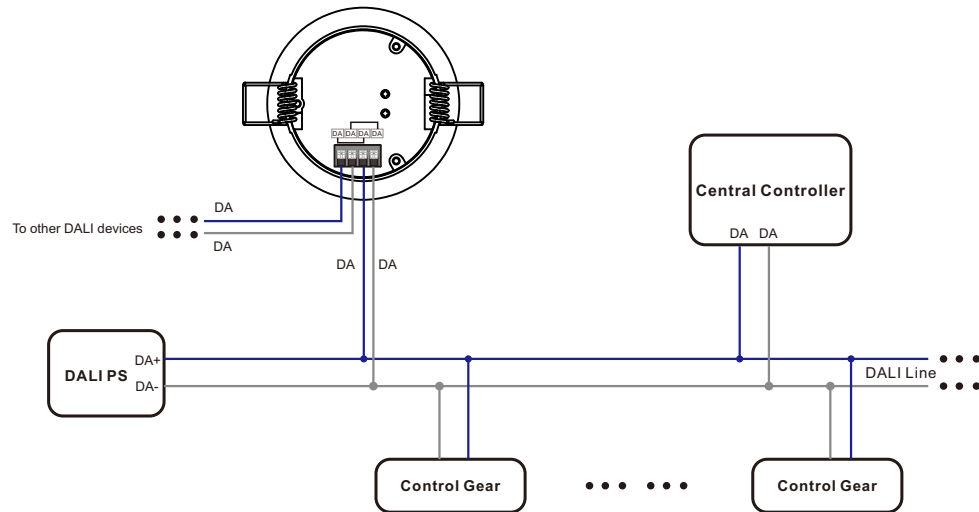 DA DA DA DA
DA
To other DALI devices
DA
DA DA
Central Controller
DA DA
DA+
DALI PS
DA-
DALI Line
Control Gear
Control Gear